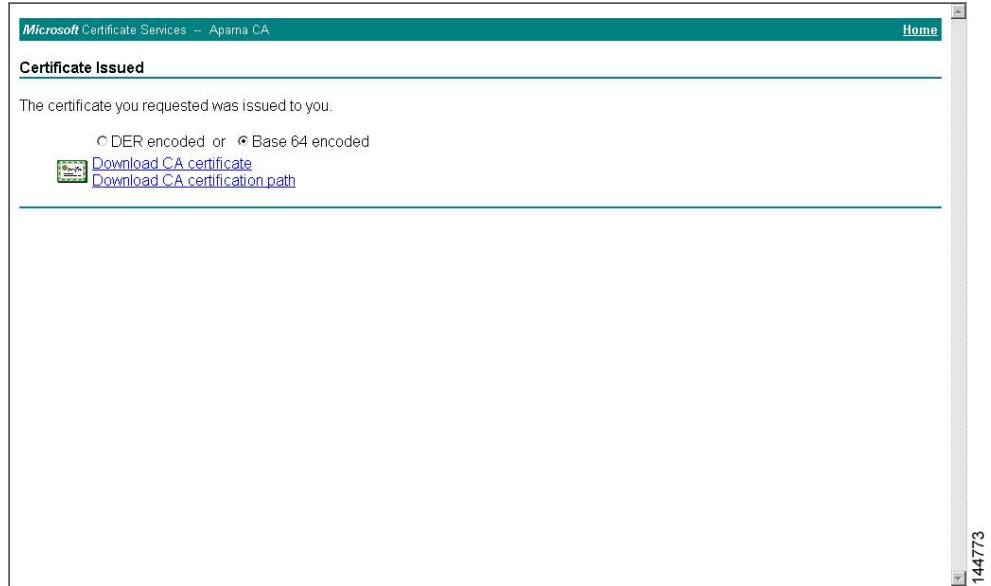 Microsoft Certificate Services -- Aparna CA Home
Certificate Issued
The certificate you requested was issued to you.
DER encoded or Base 64 encoded
Download CA certificate
Download CA certification path
144773